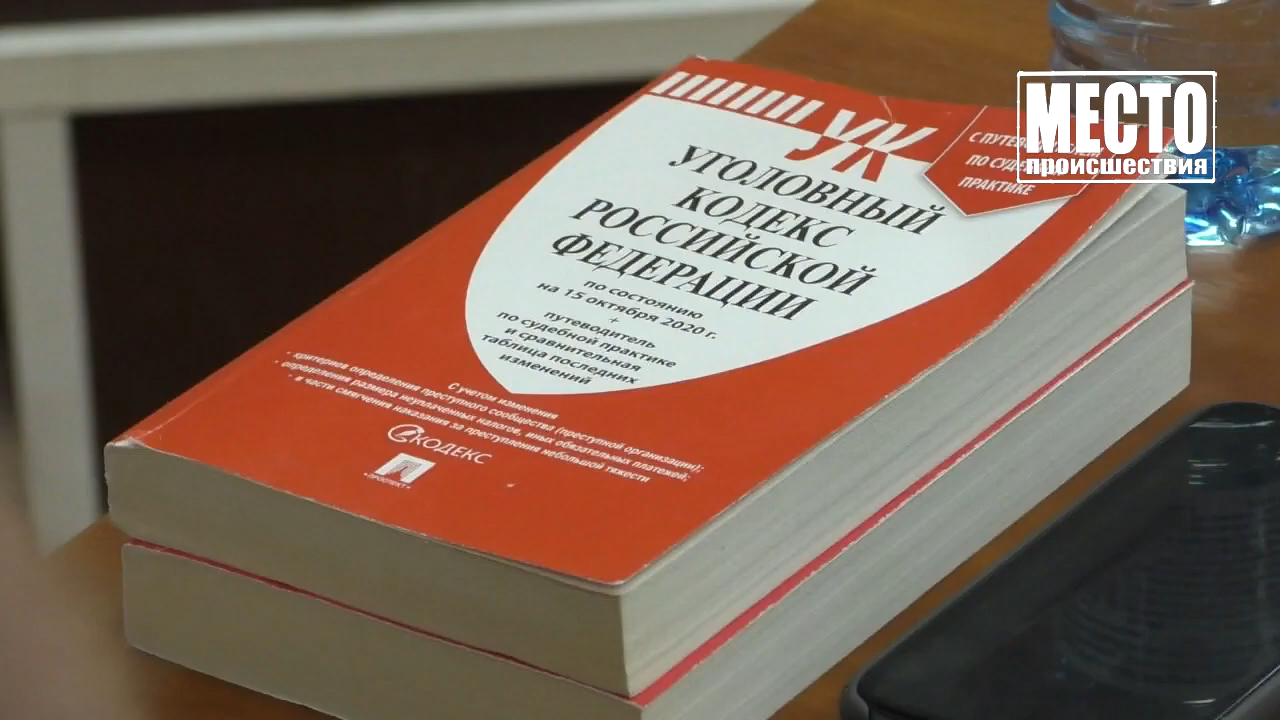 МЕСТО
ПРОИСШЕСТВИЯ
УК
С ПУТЕВОДИТЕЛЕМ
ПО СУДЕБНОЙ
ПРАКТИКЕ
УГОЛОВНЫЙ
КОДЕКС
РОССИЙСКОЙ
ФЕДЕРАЦИИ
по состоянию
на 15 октября 2020 г.
+
путеводитель
по судебной практике
и сравнительная
таблица последних
изменений
С учетом изменения
- критериев определения преступного сообщества (преступной организации);
- определения размера неуплаченных налогов, иных обязательных платежей;
- в части смягчения наказания за преступления небольшой тяжести
КОДЕКС
•ПРОСПЕКТ•